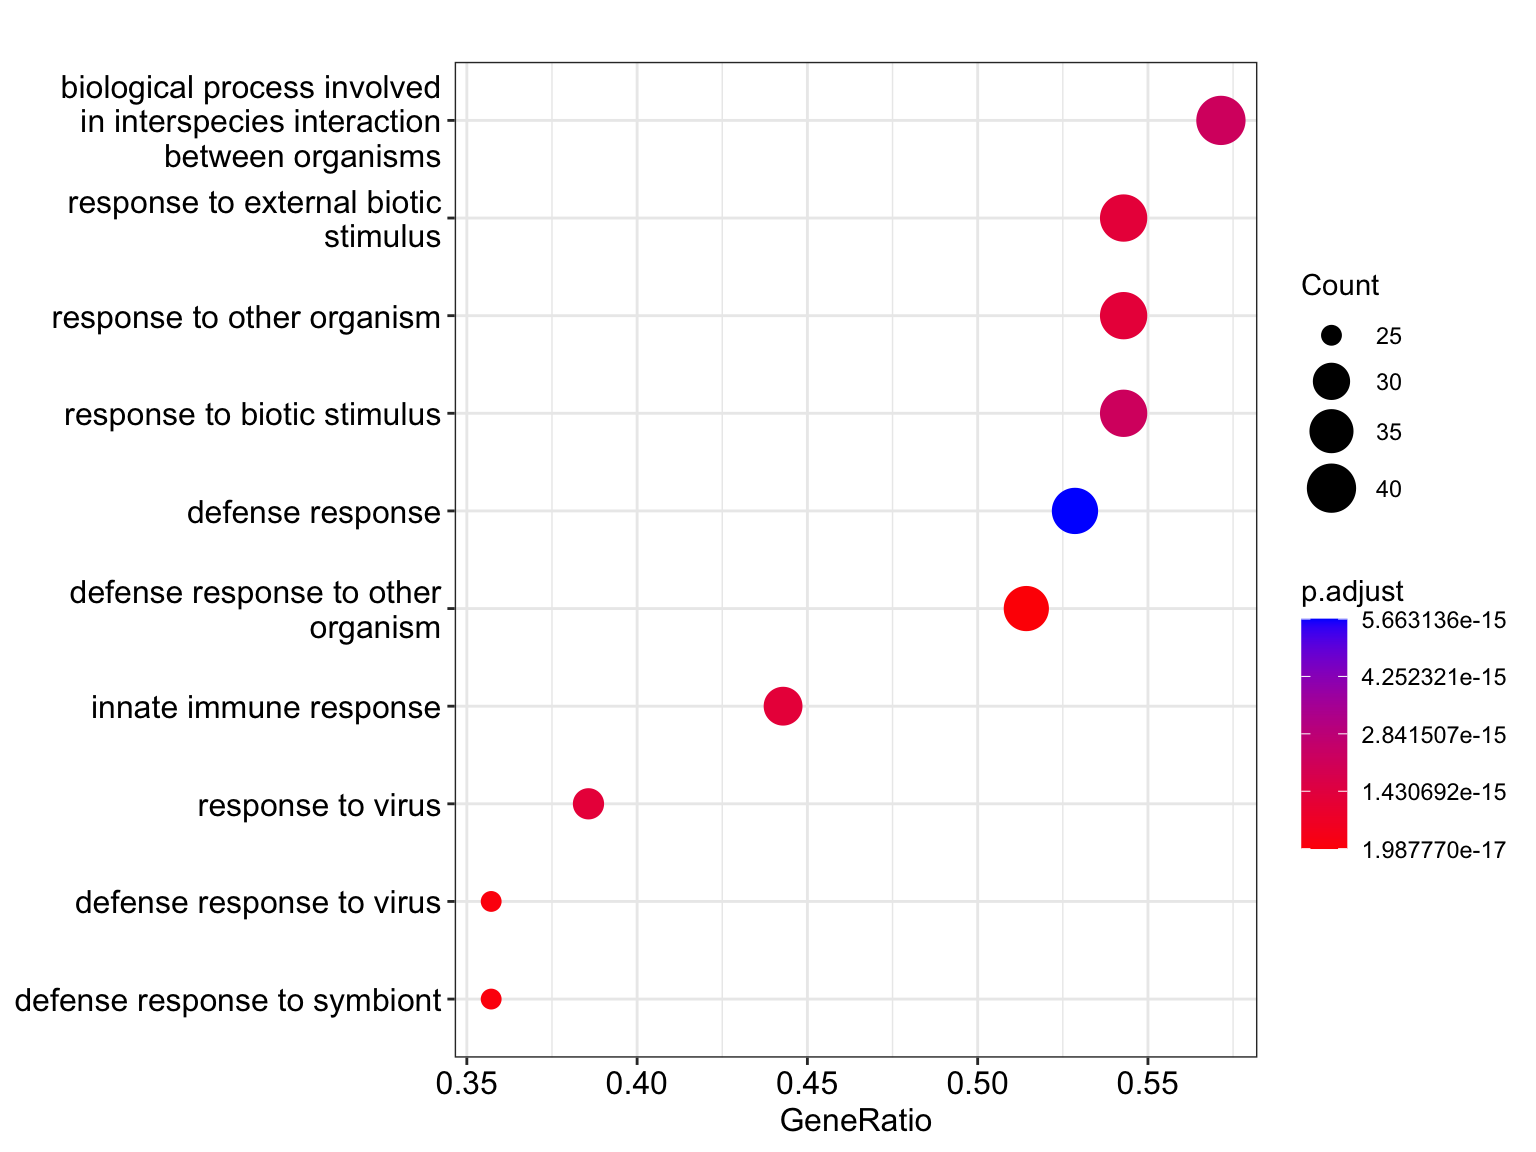 biological process involved
in interspecies interaction
between organisms
response to external biotic
stimulus
response to other organism
response to biotic stimulus
defense response
defense response to other
organism
innate immune response
response to virus
defense response to virus
defense response to symbiont
0.35
0.40
0.45
0.50
0.55
GeneRatio
Count
25
30
35
40
p.adjust
5.663136e-15
4.252321e-15
2.841507e-15
1.430692e-15
1.987770e-17